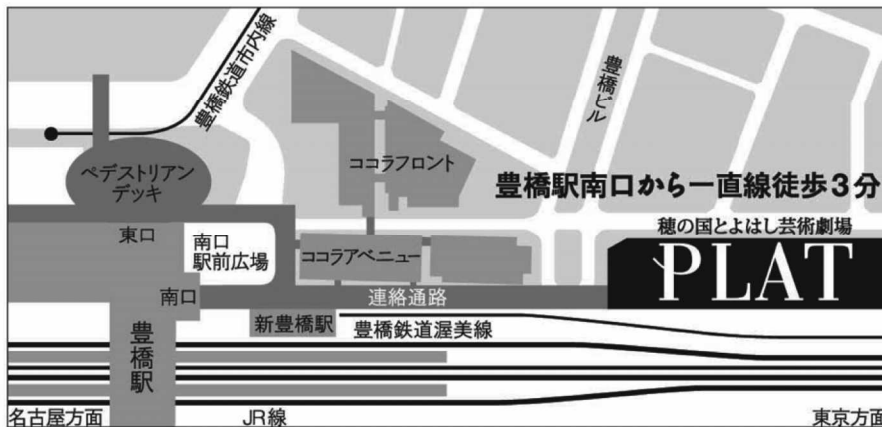 豊橋鉄道市内線
豊橋ビル
ペデストリアン
デッキ
ココラフロント
豊橋駅南口から一直線徒歩3分
穂の国とよはし芸術劇場
PLAT
東口
南口
駅前広場
ココラアベニュー
南口
連絡通路
新豊橋駅
豊橋鉄道渥美線
豊橋駅
名古屋方面
JR線
東京方面